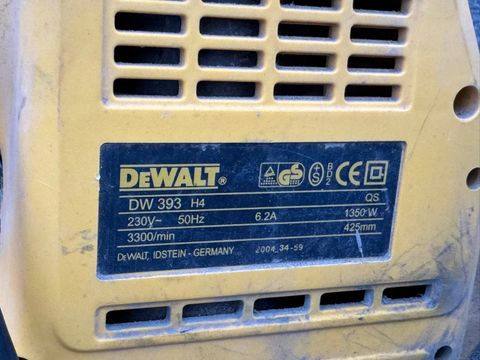 DEWALT®
GS S BD2 CE
DW 393 H4 QS
230V~ 50Hz 6.2A 1350 W
3300/min 425mm
DEWALT, IDSTEIN - GERMANY 2004 34-59